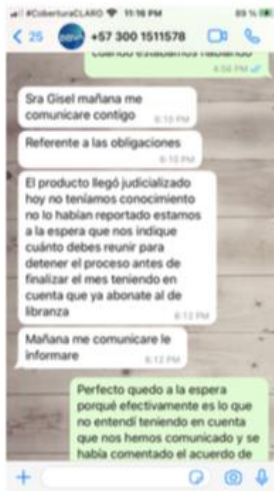 #CoberturaCLARO 11:16 PM 89 %
25 +57 300 1511578
cuando estábamos hablando
4:56 PM
Sra Gisel mañana me
comunicare contigo 6:10 PM
Referente a las obligaciones
6:10 PM
El producto llegó judicializado
hoy no teníamos conocimiento
no lo habían reportado estamos
a la espera que nos indique
cuánto debes reunir para
detener el proceso antes de
finalizar el mes teniendo en
cuenta que ya abonate al de
libranza 6:12 PM
Mañana me comunicare le
informare 6:12 PM
Perfecto quedo a la espera
porqué efectivamente es lo que
no entendí teniendo en cuenta
que nos hemos comunicado y se
había comentado el acuerdo de